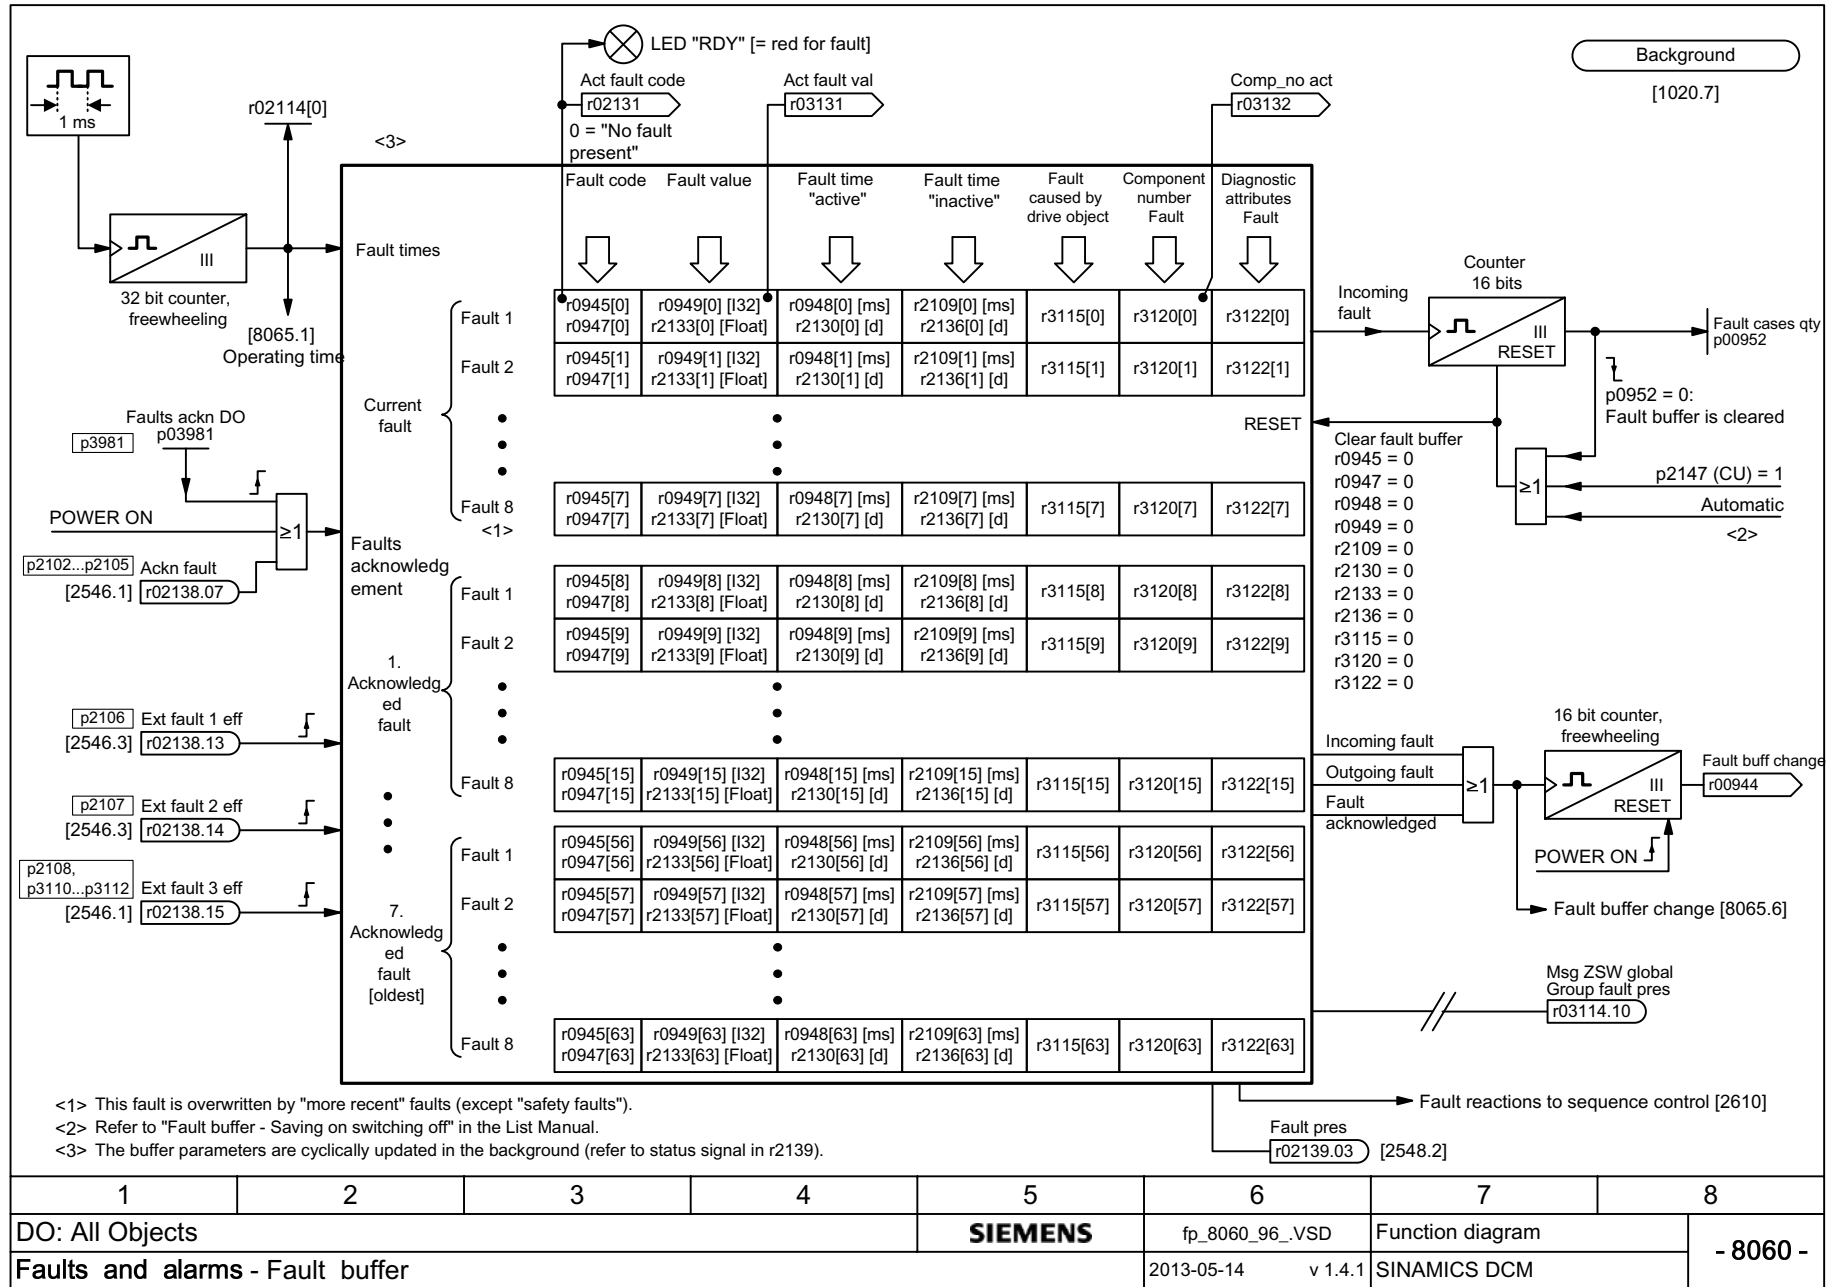 LED "RDY" [= red for fault]
Background
[1020.7]
1 ms
r02114[0]
<3>
Act fault code
r02131
0 = "No fault
present"
Act fault val
r03131
Comp_no act
r03132
Fault code
Fault value
Fault time
"active"
Fault time
"inactive"
Fault
caused by
drive object
Component
number
Fault
Diagnostic
attributes
Fault
Fault times
III
32 bit counter,
freewheeling
[8065.1]
Operating time
Current
fault
Fault 1
r0945[0] r0949[0] [I32] r0948[0] [ms] r2109[0] [ms]
r0947[0] r2133[0] [Float] r2130[0] [d] r2136[0] [d]
r3115[0] r3120[0] r3122[0]
Fault 2
r0945[1] r0949[1] [I32] r0948[1] [ms] r2109[1] [ms]
r0947[1] r2133[1] [Float] r2130[1] [d] r2136[1] [d]
r3115[1] r3120[1] r3122[1]
Fault 8
<1>
r0945[7] r0949[7] [I32] r0948[7] [ms] r2109[7] [ms]
r0947[7] r2133[7] [Float] r2130[7] [d] r2136[7] [d]
r3115[7] r3120[7] r3122[7]
Incoming
fault
Counter
16 bits
III
RESET
Fault cases qty
p00952
p0952 = 0:
Fault buffer is cleared
RESET
Clear fault buffer
r0945 = 0
r0947 = 0
r0948 = 0
r0949 = 0
r2109 = 0
r2130 = 0
r2133 = 0
r2136 = 0
r3115 = 0
r3120 = 0
r3122 = 0
≥1
p2147 (CU) = 1
Automatic
<2>
Faults ackn DO
p3981
p03981
POWER ON
≥1
p2102...p2105
Ackn fault
[2546.1]
r02138.07
Faults
acknowledg
ement
1.
Acknowledg
ed
fault
Fault 1
r0945[8] r0949[8] [I32] r0948[8] [ms] r2109[8] [ms]
r0947[8] r2133[8] [Float] r2130[8] [d] r2136[8] [d]
r3115[8] r3120[8] r3122[8]
Fault 2
r0945[9] r0949[9] [I32] r0948[9] [ms] r2109[9] [ms]
r0947[9] r2133[9] [Float] r2130[9] [d] r2136[9] [d]
r3115[9] r3120[9] r3122[9]
Fault 8
r0945[15] r0949[15] [I32] r0948[15] [ms] r2109[15] [ms]
r0947[15] r2133[15] [Float] r2130[15] [d] r2136[15] [d]
r3115[15] r3120[15] r3122[15]
p2106
Ext fault 1 eff
[2546.3]
r02138.13
p2107
Ext fault 2 eff
[2546.3]
r02138.14
p2108,
p3110...p3112
Ext fault 3 eff
[2546.1]
r02138.15
7.
Acknowledg
ed
fault
[oldest]
Fault 1
r0945[56] r0949[56] [I32] r0948[56] [ms] r2109[56] [ms]
r0947[56] r2133[56] [Float] r2130[56] [d] r2136[56] [d]
r3115[56] r3120[56] r3122[56]
Fault 2
r0945[57] r0949[57] [I32] r0948[57] [ms] r2109[57] [ms]
r0947[57] r2133[57] [Float] r2130[57] [d] r2136[57] [d]
r3115[57] r3120[57] r3122[57]
Fault 8
r0945[63] r0949[63] [I32] r0948[63] [ms] r2109[63] [ms]
r0947[63] r2133[63] [Float] r2130[63] [d] r2136[63] [d]
r3115[63] r3120[63] r3122[63]
Incoming fault
Outgoing fault
Fault
acknowledged
≥1
16 bit counter,
freewheeling
III
RESET
Fault buff change
r00944
POWER ON
Fault buffer change [8065.6]
Msg ZSW global
Group fault pres
r03114.10
Fault reactions to sequence control [2610]
Fault pres
r02139.03
[2548.2]
<1> This fault is overwritten by "more recent" faults (except "safety faults").
<2> Refer to "Fault buffer - Saving on switching off" in the List Manual.
<3> The buffer parameters are cyclically updated in the background (refer to status signal in r2139).
1 2 3 4 5 6 7 8
DO: All Objects
SIEMENS
fp_8060_96_.VSD
Function diagram
- 8060 -
Faults and alarms - Fault buffer
2013-05-14
v 1.4.1
SINAMICS DCM